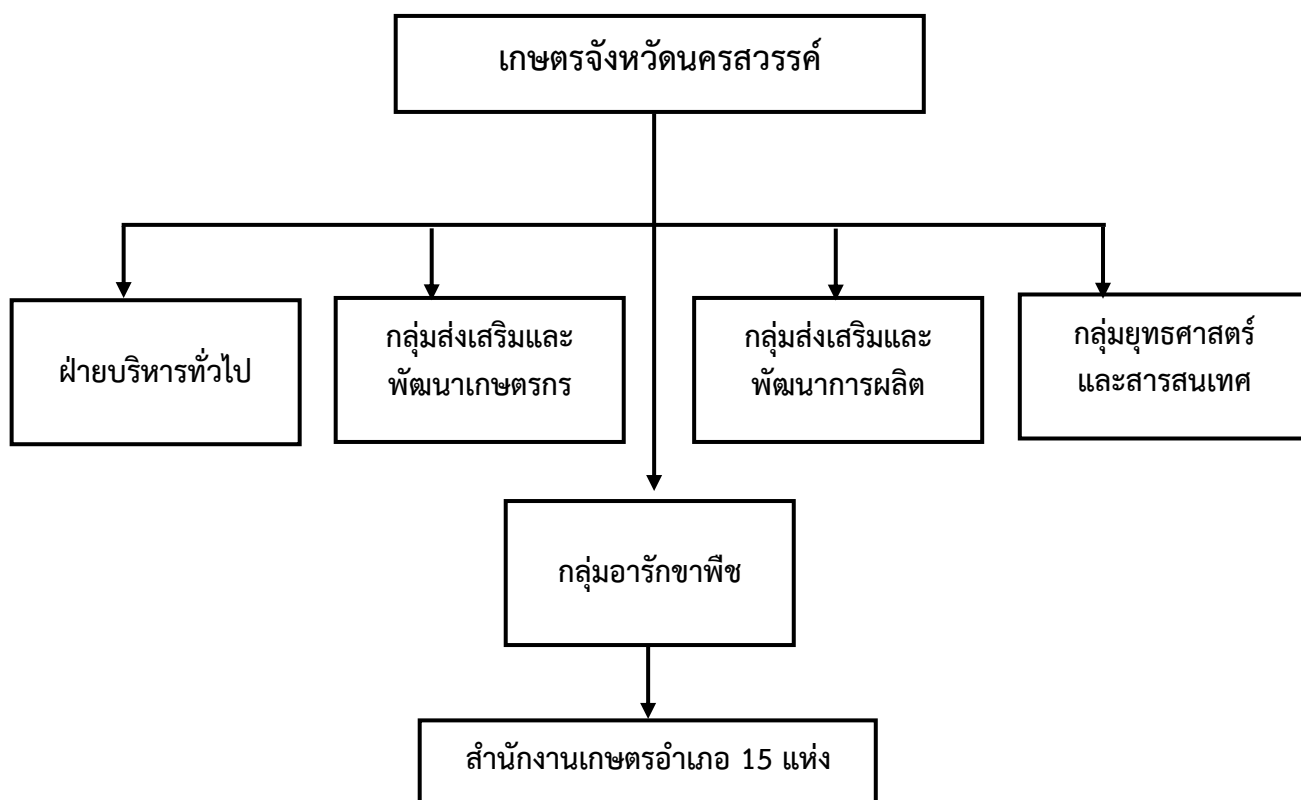 เกษตรจังหวัดนครสวรรค์
ฝ่ายบริหารทั่วไป
กลุ่มส่งเสริมและ
พัฒนาเกษตรกร
กลุ่มส่งเสริมและ
พัฒนาการผลิต
กลุ่มยุทธศาสตร์
และสารสนเทศ
กลุ่มอารักขาพืช
สำนักงานเกษตรอำเภอ 15 แห่ง